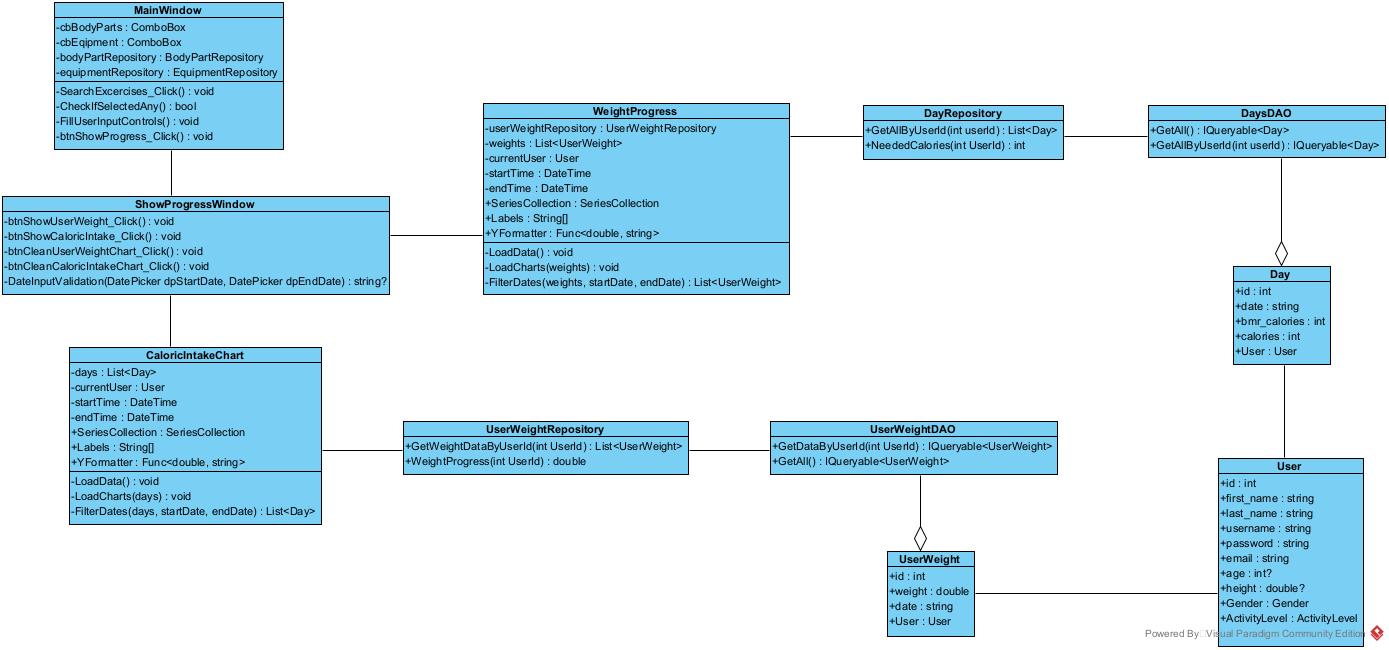 MainWindow
-cbBodyParts : ComboBox
-cbEqipment : ComboBox
-bodyPartRepository : BodyPartRepository
-equipmentRepository : EquipmentRepository
-SearchExcercises_Click() : void
-CheckIfSelectedAny() : bool
-FillUserInputControls() : void
-btnShowProgress_Click() : void
ShowProgressWindow
-btnShowUserWeight_Click() : void
-btnShowCaloricIntake_Click() : void
-btnCleanUserWeightChart_Click() : void
-btnCleanCaloricIntakeChart_Click() : void
-DateInputValidation(DatePicker dpStartDate, DatePicker dpEndDate) : string?
WeightProgress
-userWeightRepository : UserWeightRepository
-weights : List<UserWeight>
-currentUser : User
-startTime : DateTime
-endTime : DateTime
+SeriesCollection : SeriesCollection
+Labels : String[]
+YFormatter : Func<double, string>
-LoadData() : void
-LoadCharts(weights) : void
-FilterDates(weights, startDate, endDate) : List<UserWeight>
DayRepository
+GetAllByUserId(int userId) : List<Day>
+NeededCalories(int UserId) : int
DaysDAO
+GetAll() : IQueryable<Day>
+GetAllByUserId(int userId) : IQueryable<Day>
Day
+id : int
+date : string
+bmr_calories : int
+calories : int
+User : User
CaloricIntakeChart
-days : List<Day>
-currentUser : User
-startTime : DateTime
-endTime : DateTime
+SeriesCollection : SeriesCollection
+Labels : String[]
+YFormatter : Func<double, string>
-LoadData() : void
-LoadCharts(days) : void
-FilterDates(days, startDate, endDate) : List<Day>
UserWeightRepository
+GetWeightDataByUserId(int UserId) : List<UserWeight>
+WeightProgress(int UserId) : double
UserWeightDAO
+GetDataByUserId(int UserId) : IQueryable<UserWeight>
+GetAll() : IQueryable<UserWeight>
UserWeight
+id : int
+weight : double
+date : string
+User : User
User
+id : int
+first_name : string
+last_name : string
+username : string
+password : string
+email : string
+age : int?
+height : double?
+Gender : Gender
+ActivityLevel : ActivityLevel
Powered By Visual Paradigm Community Edition